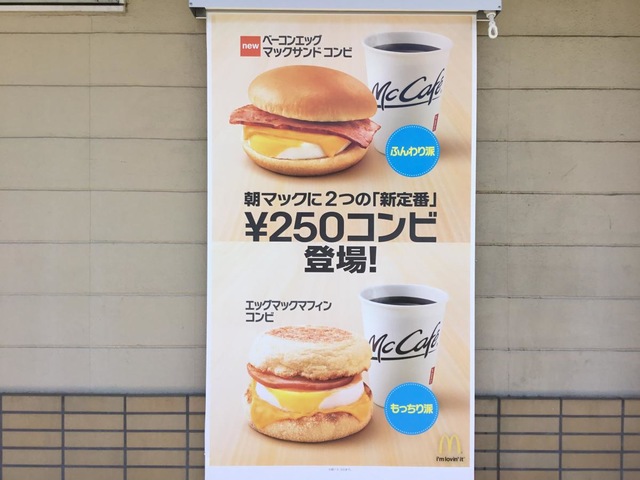 new ベーコンエッグ
マックサンド コンビ
McCafé
ふんわり派
朝マックに2つの「新定番」
¥250コンビ
登場!
エッグマックマフィン
コンビ
McCafé
もっちり派
i'm lovin' it